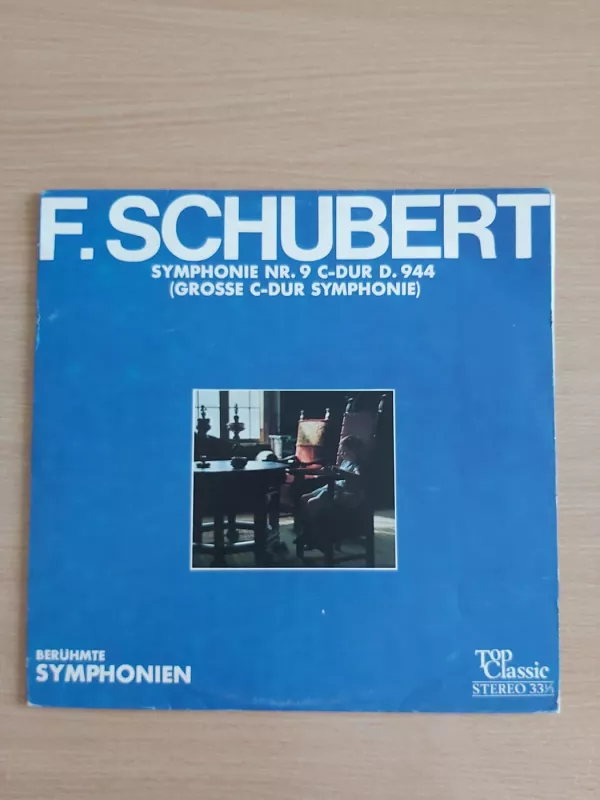 F. SCHUBERT
SYMPHONIE NR. 9 C-DUR D. 944
(GROSSE C-DUR SYMPHONIE)
BERÜHMTE
SYMPHONIEN
Top
Classic
STEREO 33⅓